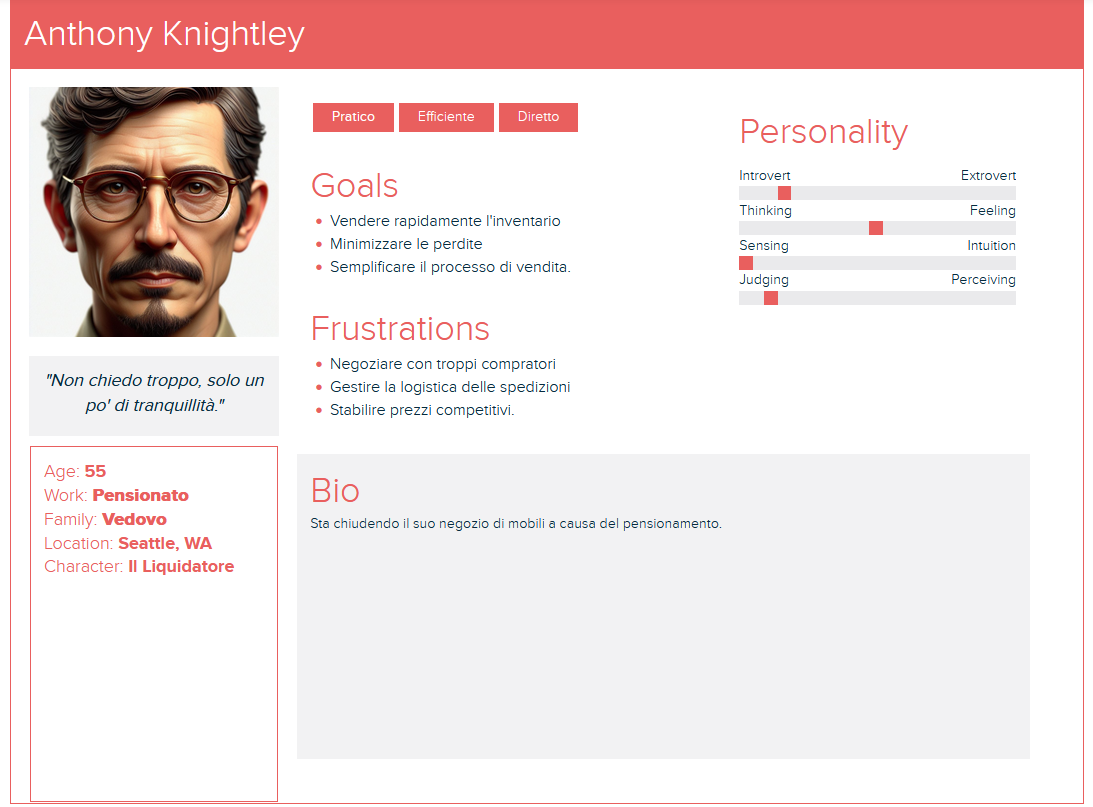 Anthony Knightley
Pratico Efficiente Diretto
Goals
Vendere rapidamente l'inventario
Minimizzare le perdite
Semplificare il processo di vendita.
Frustrations
Negoziare con troppi compratori
Gestire la logistica delle spedizioni
Stabilire prezzi competitivi.
Personality
Introvert Extrovert
Thinking Feeling
Sensing Intuition
Judging Perceiving
"Non chiedo troppo, solo un
po' di tranquillità."
Age: 55
Work: Pensionato
Family: Vedovo
Location: Seattle, WA
Character: Il Liquidatore
Bio
Sta chiudendo il suo negozio di mobili a causa del pensionamento.